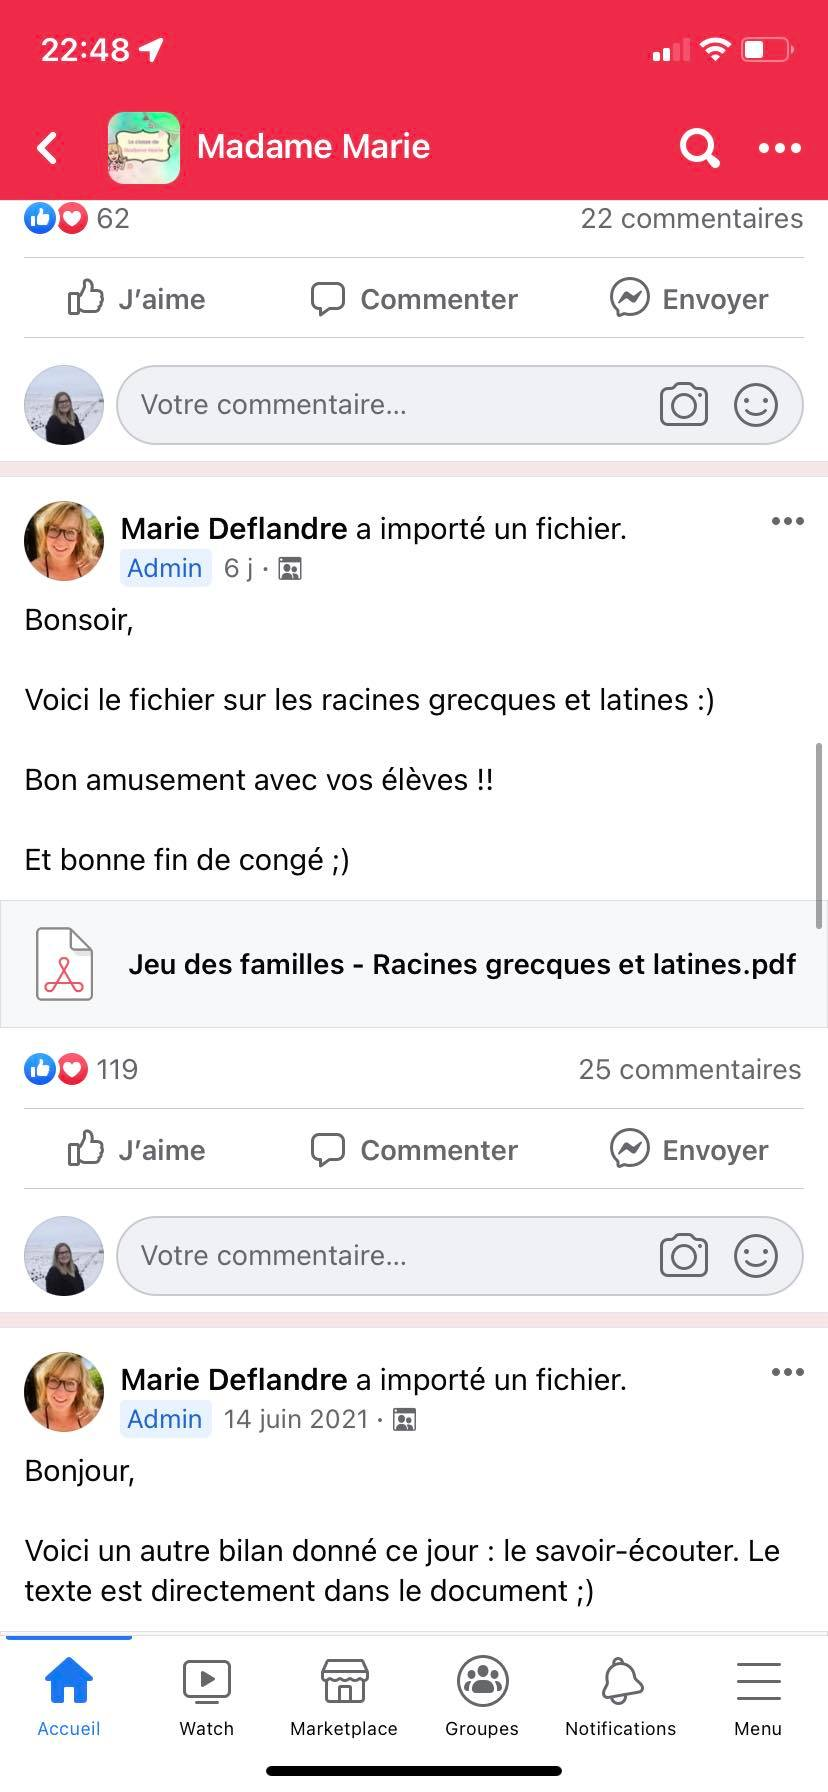 22:48
Madame Marie
62
22 commentaires
J'aime
Commenter
Envoyer
Votre commentaire...
Marie Deflandre a importé un fichier.
Admin 6 j ·
Bonsoir,
Voici le fichier sur les racines grecques et latines :)
Bon amusement avec vos élèves !!
Et bonne fin de congé ;)
Jeu des familles - Racines grecques et latines.pdf
119
25 commentaires
J'aime
Commenter
Envoyer
Votre commentaire...
Marie Deflandre a importé un fichier.
Admin 14 juin 2021 ·
Bonjour,
Voici un autre bilan donné ce jour : le savoir-écouter. Le
texte est directement dans le document ;)
Accueil
Watch
Marketplace
Groupes
Notifications
Menu